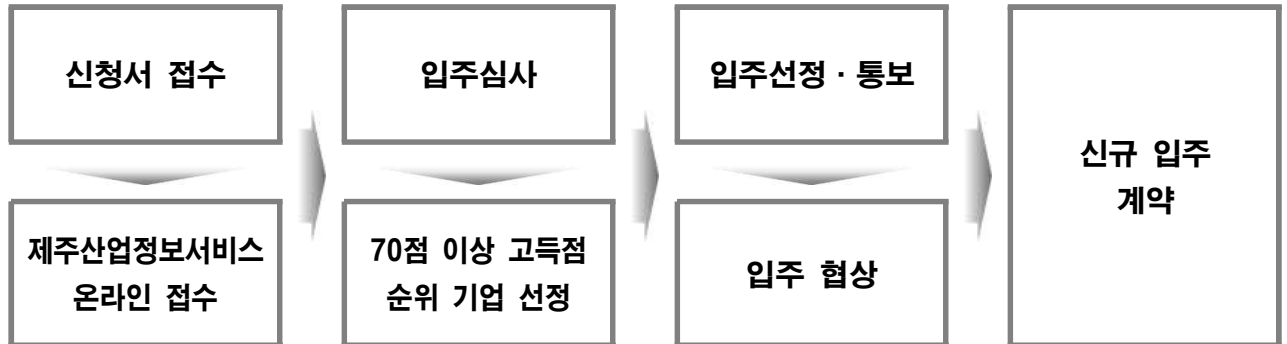 신청서 접수
제주산업정보서비스
온라인 접수
입주심사
70점 이상 고득점
순위 기업 선정
입주선정 · 통보
입주 협상
신규 입주
계약